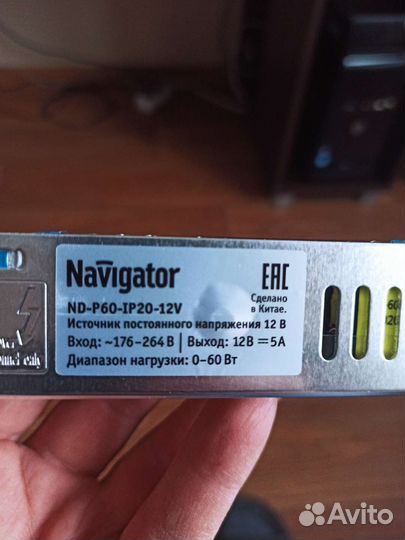 Navigator
EAC
ND-P60-IP20-12V
Сделано
в Китае.
Источник постоянного напряжения 12 В
Вход: ~176-264 В | Выход: 12В ⎓ 5А
Диапазон нагрузки: 0-60 Вт
only
Avito